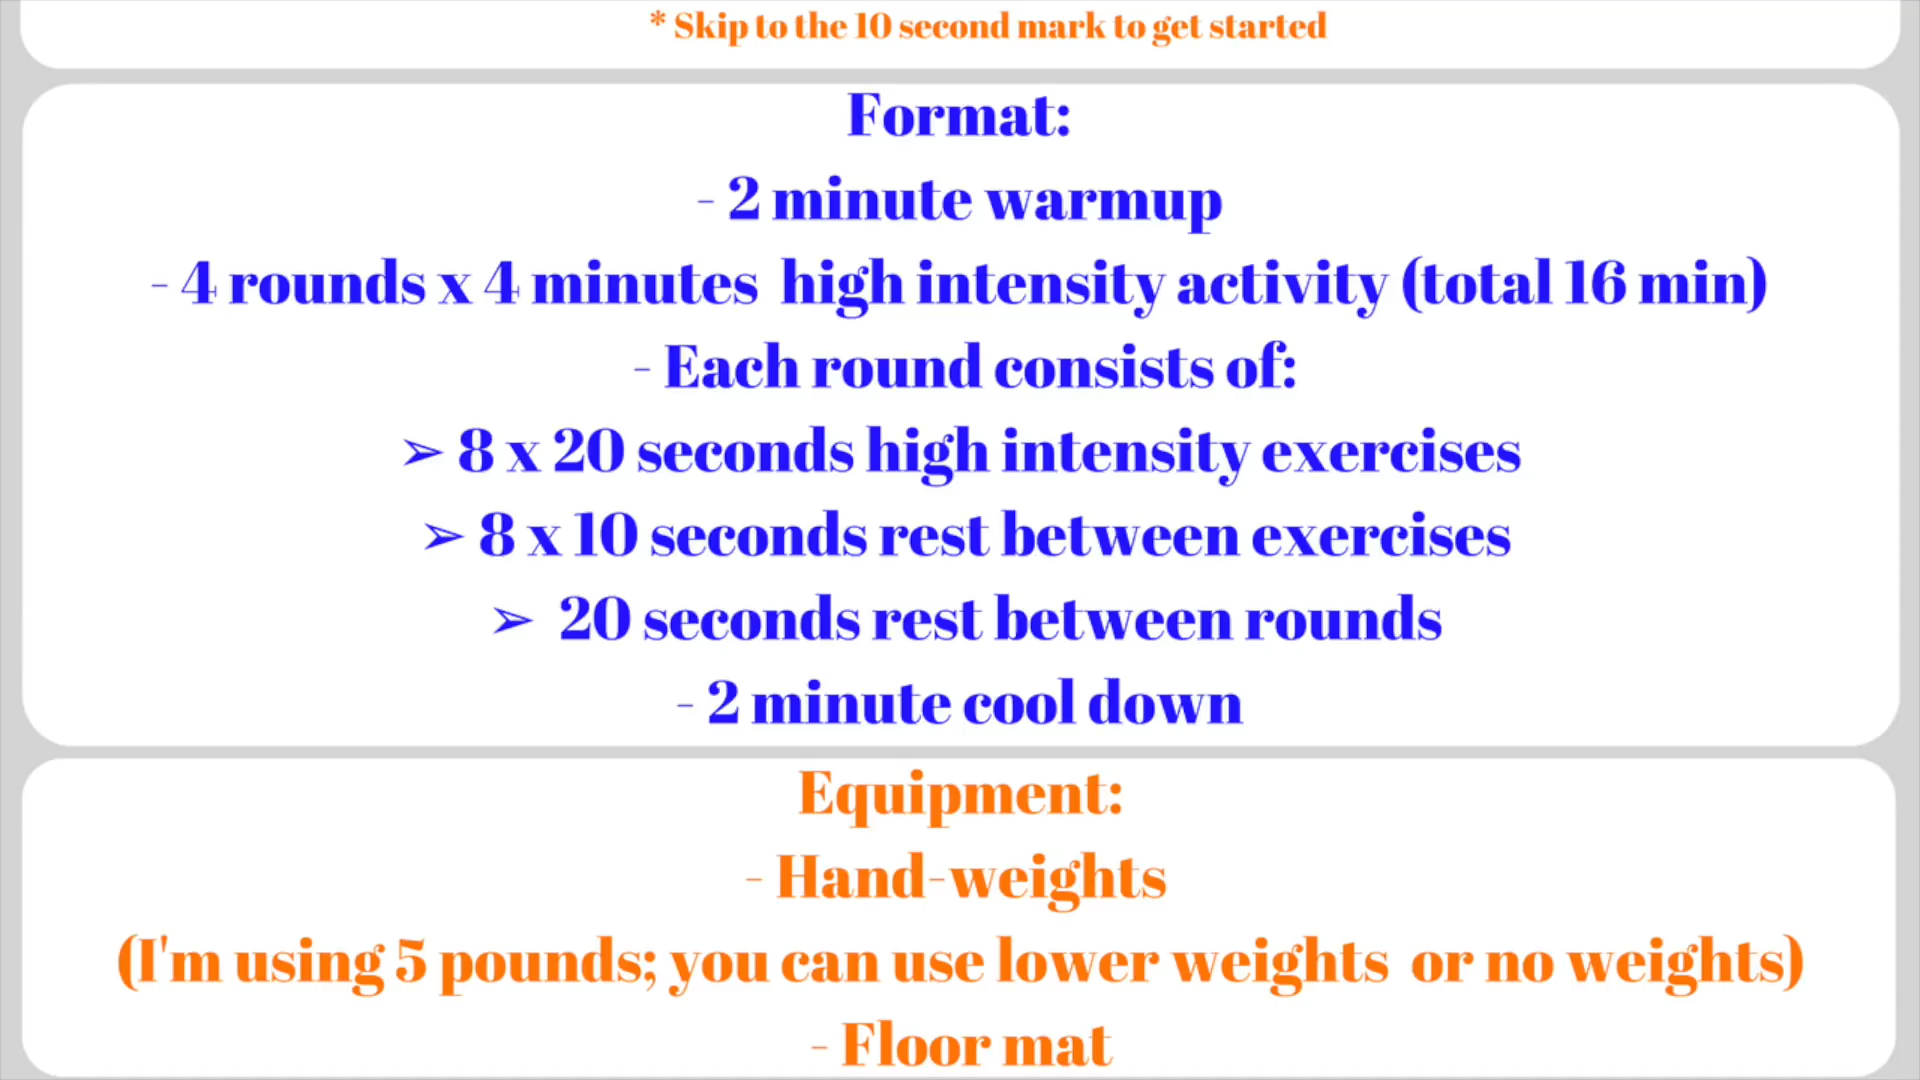 * Skip to the 10 second mark to get started
Format:
- 2 minute warmup
- 4 rounds x 4 minutes high intensity activity (total 16 min)
- Each round consists of:
➢ 8 x 20 seconds high intensity exercises
➢ 8 x 10 seconds rest between exercises
➢ 20 seconds rest between rounds
- 2 minute cool down
Equipment:
- Hand-weights
(I'm using 5 pounds; you can use lower weights or no weights)
- Floor mat